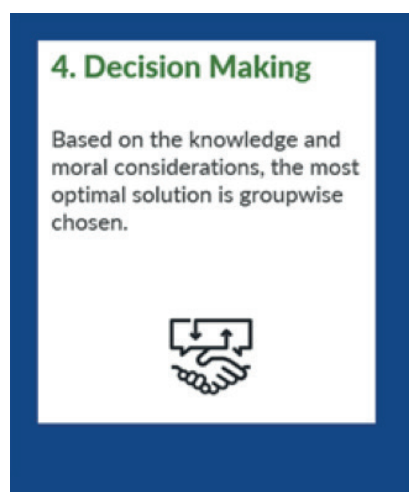 4. Decision Making
Based on the knowledge and
moral considerations, the most
optimal solution is groupwise
chosen.